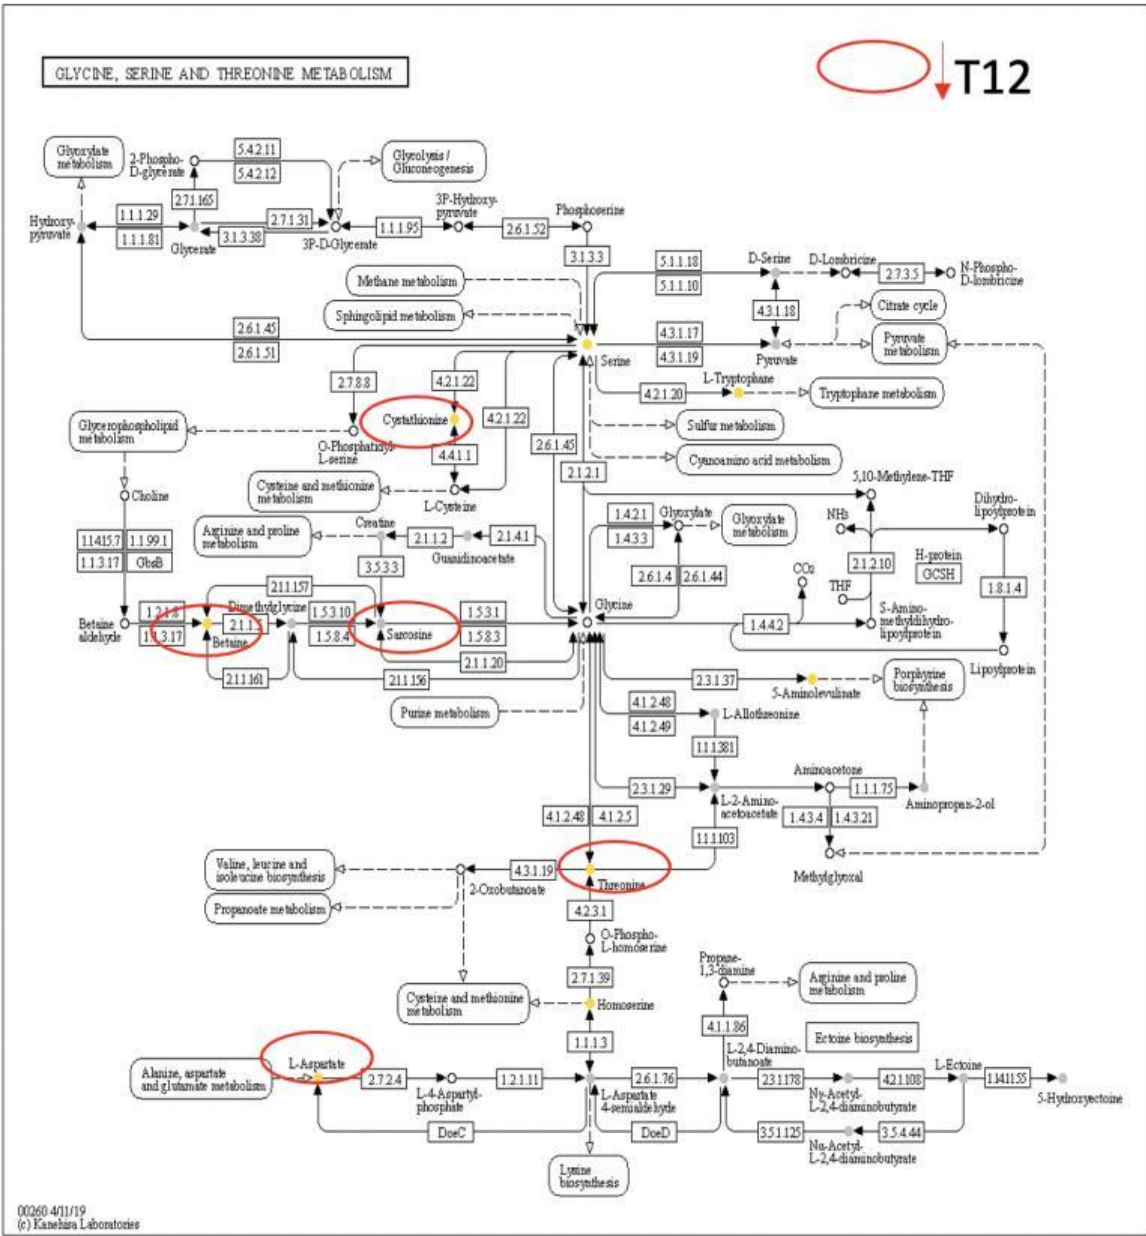 GLYCINE, SERINE AND THREONINE METABOLISM
T12
Glyoxylate
metabolism
2-Phospho-
D-glycerate
5.4.2.11
5.4.2.12
Glycolysis /
Gluconeogenesis
2.7.1.165
Hydroxy-
pyruvate
1.1.1.29
1.1.1.81
Glycerate
2.7.1.31
3.1.3.38
3P-D-Glycerate
1.1.1.95
3P-Hydroxy-
pyruvate
2.6.1.52
Phosphoserine
3.1.3.3
Methane metabolism
Sphingolipid metabolism
5.1.1.18
5.1.1.10
D-Serine
D-Lombricine
2.7.3.5
N-Phospho-
D-lombricine
4.3.1.18
Citrate cycle
2.6.1.45
2.6.1.51
Serine
4.3.1.17
4.3.1.19
Pyruvate
Pyruvate
metabolism
2.7.8.8
4.2.1.22
4.2.1.22
4.2.1.20
L-Tryptophane
Tryptophane metabolism
Glycerophospholipid
metabolism
Cystathionine
O-Phosphatidyl-
L-serine
4.4.1.1
2.6.1.45
2.1.2.1
Sulfur metabolism
Cyanoamino acid metabolism
Choline
Cysteine and methionine
metabolism
L-Cysteine
5,10-Methylene-THF
Dihydro-
lipoylprotein
1.14.15.7
1.1.99.1
1.1.3.17
GbsB
Arginine and proline
metabolism
Creatine
2.1.1.2
Guanidinoacetate
2.1.4.1
1.4.2.1
1.4.3.3
Glyoxylate
Glyoxylate
metabolism
NH3
H-protein
GCSH
3.5.3.3
2.6.1.4
2.6.1.44
CO2
THF
2.1.2.10
1.8.1.4
2.1.1.157
Betaine
aldehyde
1.2.1.8
1.1.3.17
Betaine
2.1.1.5
Dimethylglycine
1.5.3.10
1.5.8.4
Sarcosine
1.5.3.1
1.5.8.3
Glycine
1.4.4.2
S-Amino-
methyldihydro-
lipoylprotein
Lipoylprotein
2.1.1.20
2.1.1.161
2.1.1.156
Purine metabolism
2.3.1.37
5-Aminolevulinate
Porphyrine
biosynthesis
4.1.2.48
4.1.2.49
L-Allothreonine
1.1.1.381
2.3.1.29
L-2-Amino-
acetoacetate
Aminoacetone
1.1.1.75
Aminopropan-2-ol
4.1.2.48
4.1.2.5
1.1.1.103
1.4.3.4
1.4.3.21
Methylglyoxal
Valine, leucine and
isoleucine biosynthesis
Propanoate metabolism
2-Oxobutanoate
4.3.1.19
Threonine
4.2.3.1
O-Phospho-
L-homoserine
2.7.1.39
Cysteine and methionine
metabolism
Homoserine
Propane-
1,3-diamine
Arginine and proline
metabolism
4.1.1.86
1.1.1.3
Ectoine biosynthesis
Alanine, aspartate
and glutamate metabolism
L-Aspartate
2.7.2.4
L-4-Aspartyl-
phosphate
1.2.1.11
L-Aspartate
4-semialdehyde
2.6.1.76
L-2,4-Diamino-
butanoate
2.3.1.178
Nγ-Acetyl-
L-2,4-diaminobutyrate
4.2.1.108
L-Ectoine
1.14.11.55
5-Hydroxyectoine
DoeC
DoeD
3.5.1.125
Nα-Acetyl-
L-2,4-diaminobutyrate
3.5.4.44
Lysine
biosynthesis
00260 4/11/19
(c) Kanehisa Laboratories